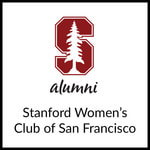 S
alumni
Stanford Women's
Club of San Francisco